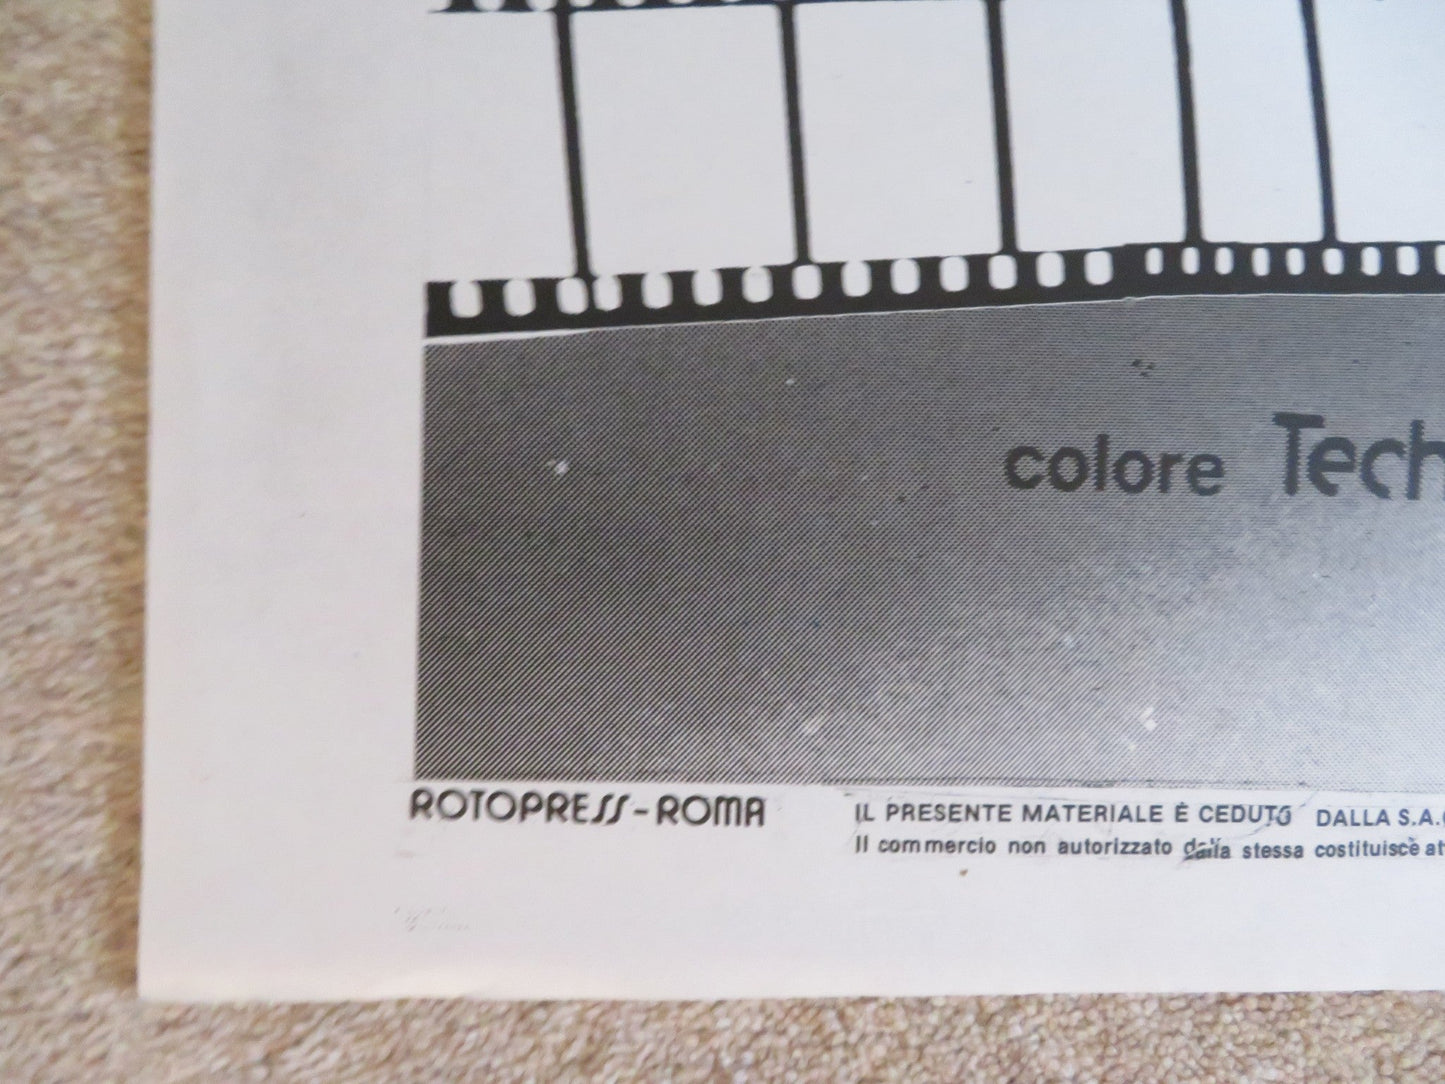 colore Tech
ROTOPRESS-ROMA
IL PRESENTE MATERIALE È CEDUTO DALLA S.A.
Il commercio non autorizzato dalla stessa costituisce at